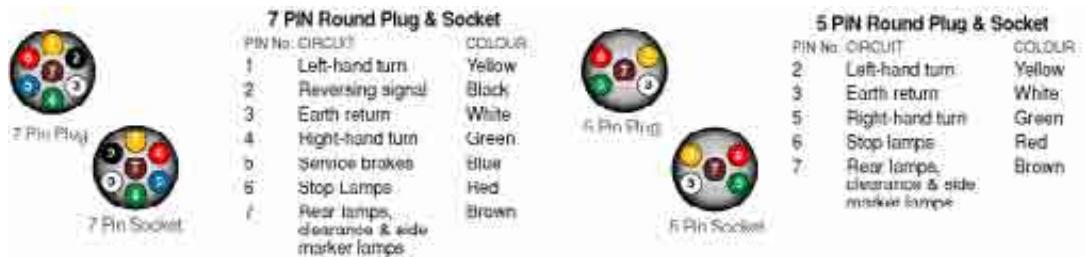 7 PIN Round Plug & Socket
PIN No. CIRCUIT COLOUR
1 Left-hand turn Yellow
2 Reversing signal Black
3 Earth return White
4 Right-hand turn Green
5 Service brakes Blue
6 Stop Lamps Red
7 Rear lamps, Brown
clearance & side
marker lamps
7 Pin Plug
7 Pin Socket
5 PIN Round Plug & Socket
PIN No. CIRCUIT COLOUR
2 Left-hand turn Yellow
3 Earth return White
5 Right-hand turn Green
6 Stop lamps Red
7 Rear lamps, Brown
clearance & side
marker lamps
Pin Plug
Pin Socket